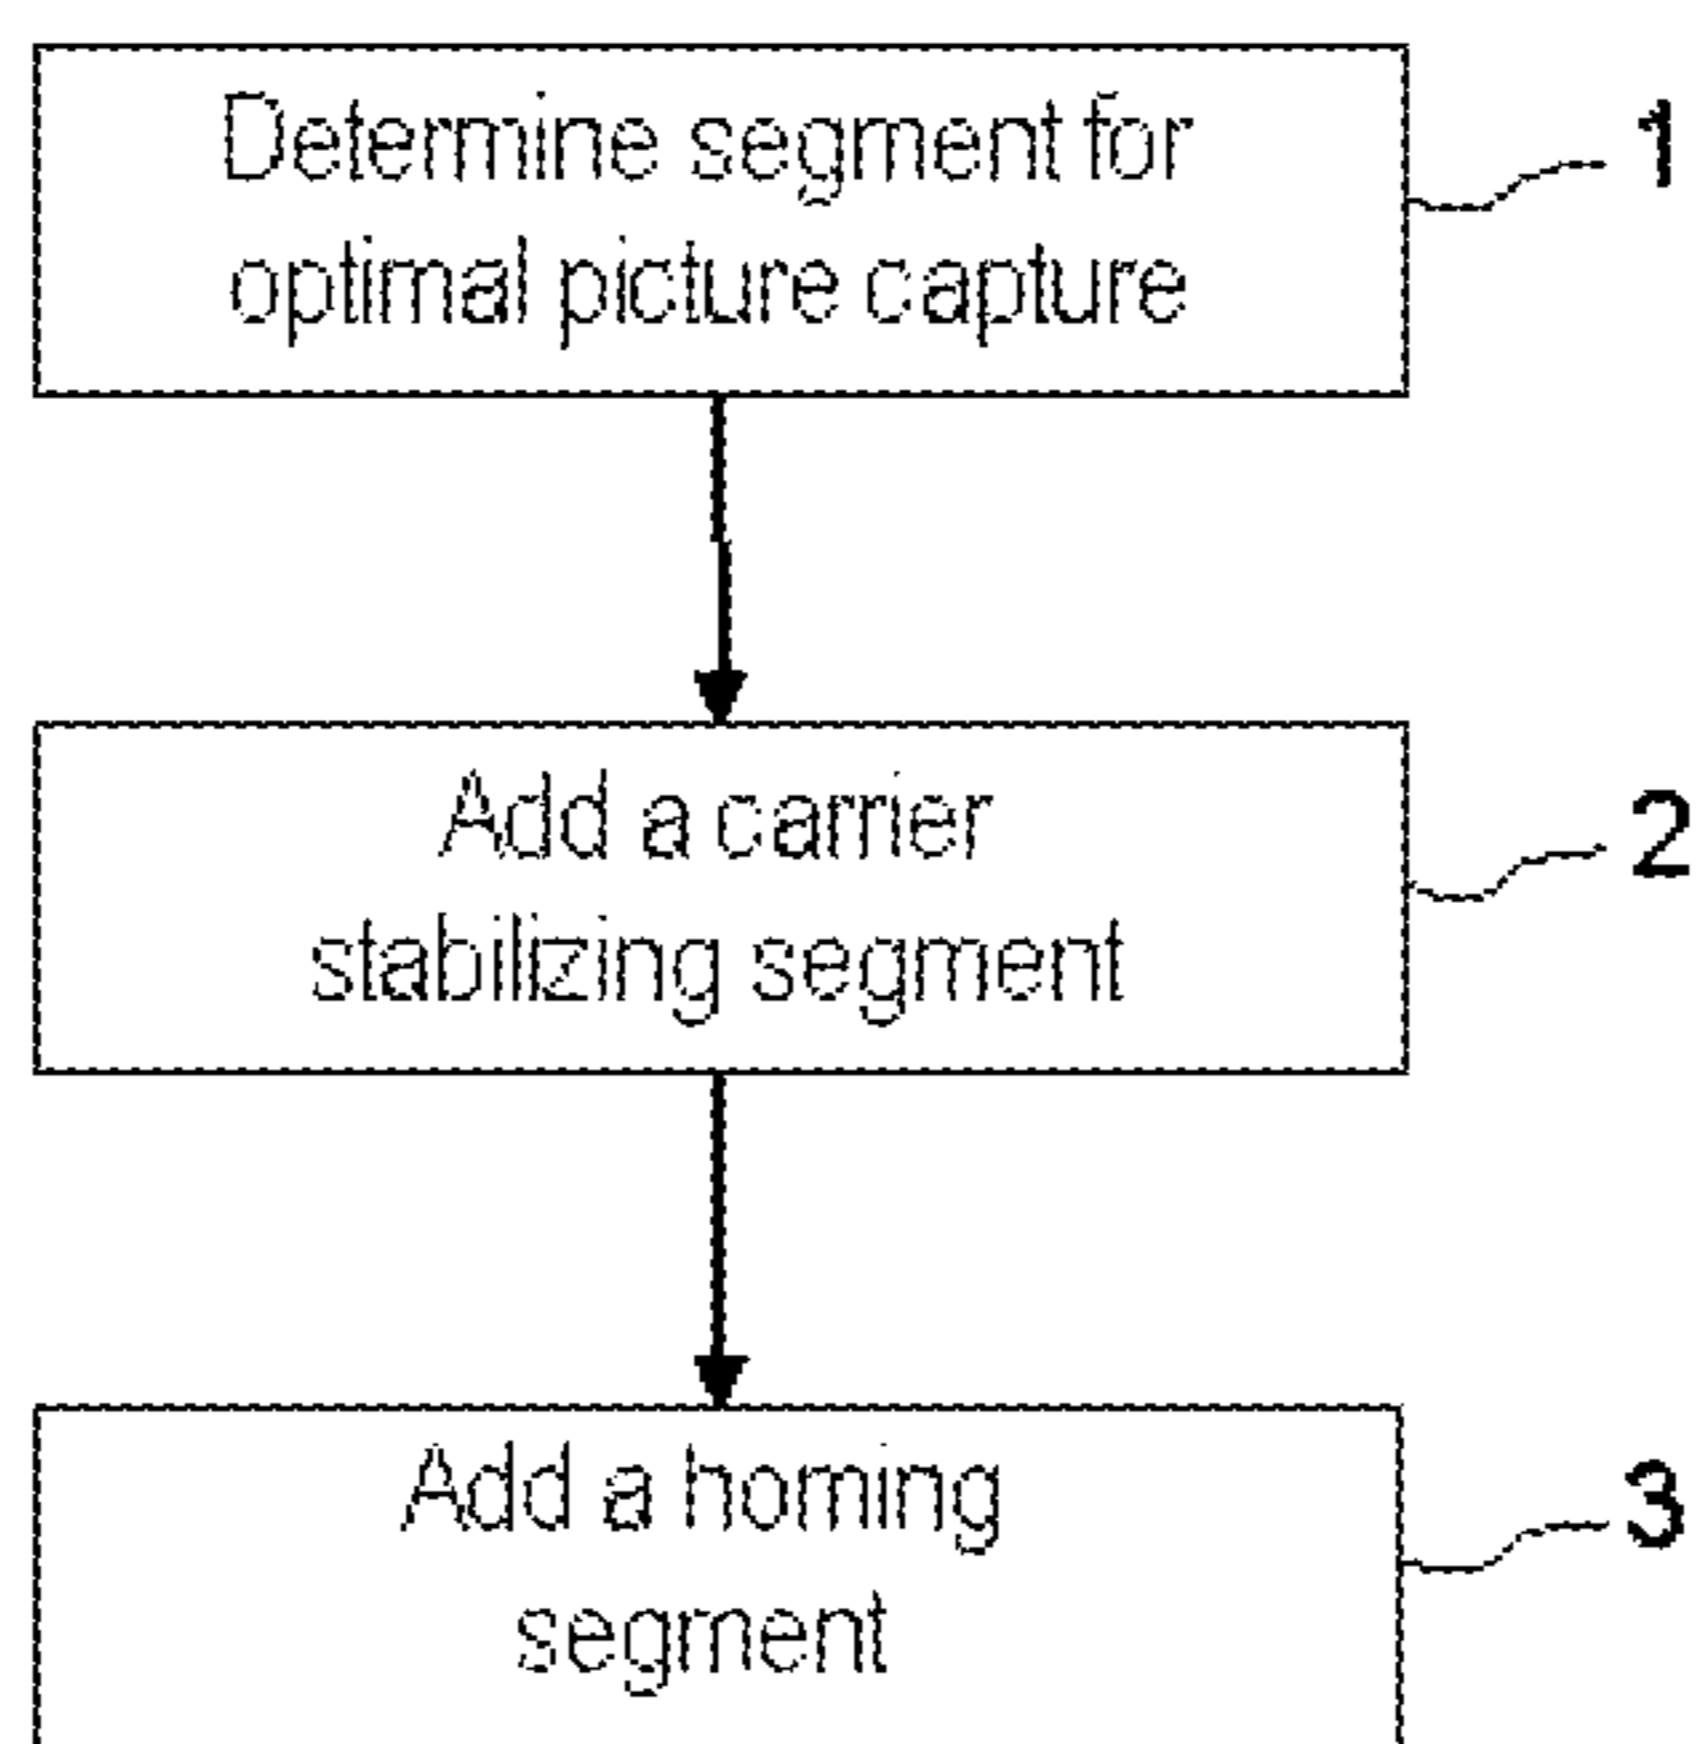 Determine segment for
optimal picture capture
1
Add a carrier
stabilizing segment
2
Add a homing
segment
3